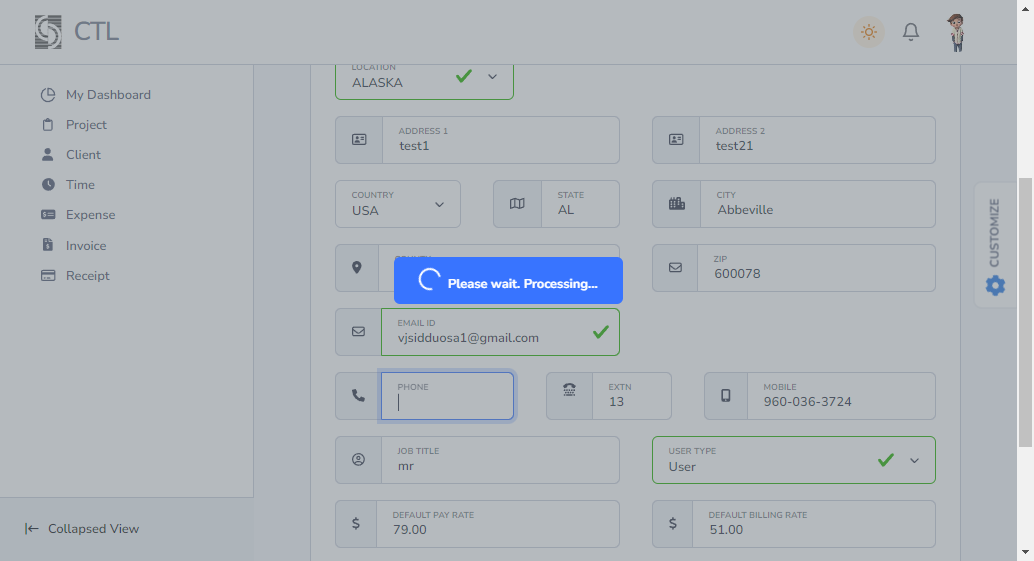 CTL
LOCATION
ALASKA
My Dashboard
Project
Client
Time
Expense
Invoice
Receipt
Collapsed View
ADDRESS 1
test1
ADDRESS 2
test21
COUNTRY
USA
STATE
AL
CITY
Abbeville
ZIP
600078
Please wait. Processing...
EMAIL ID
vjsidduosa1@gmail.com
PHONE
EXTN
13
MOBILE
960-036-3724
JOB TITLE
mr
USER TYPE
User
DEFAULT PAY RATE
79.00
DEFAULT BILLING RATE
51.00
CUSTOMIZE